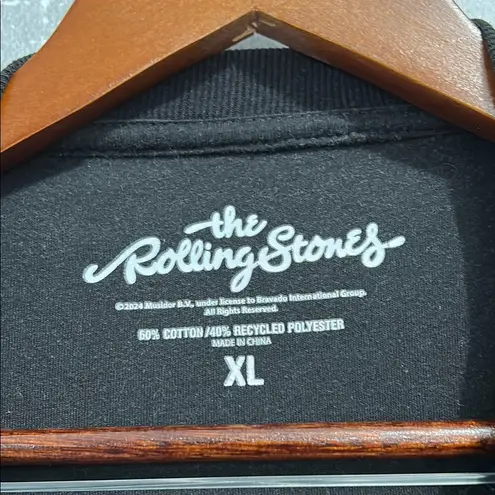 the
Rolling Stones
©2024 Musidor B.V., under license to Bravado International Group.
All Rights Reserved.
60% COTTON /40% RECYCLED POLYESTER
MADE IN CHINA
XL